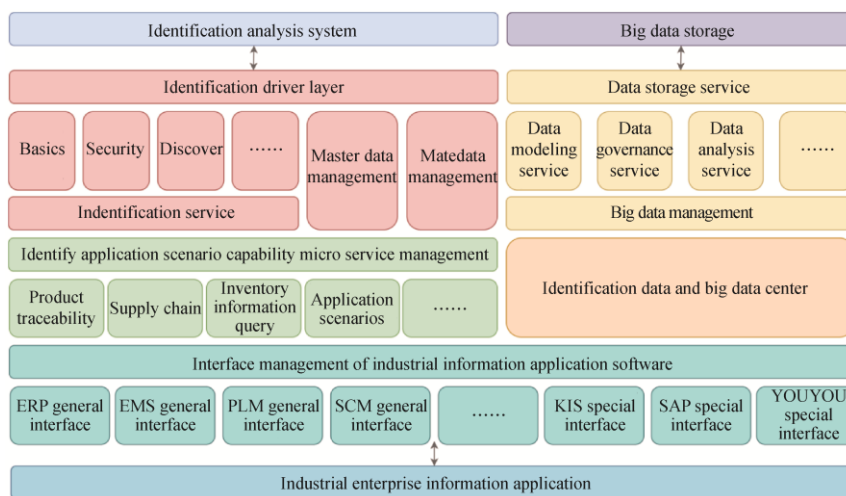 Identification analysis system
Big data storage
Identification driver layer
Data storage service
Basics
Security
Discover
......
Master data
management
Matedata
management
Data
modeling
service
Data
governance
service
Data
analysis
service
......
Indentification service
Big data management
Identify application scenario capability micro service management
Identification data and big data center
Product
traceability
Supply chain
Inventory
information
query
Application
scenarios
......
Interface management of industrial information application software
ERP general
interface
EMS general
interface
PLM general
interface
SCM general
interface
......
KIS special
interface
SAP special
interface
YOUYOU
special
interface
Industrial enterprise information application